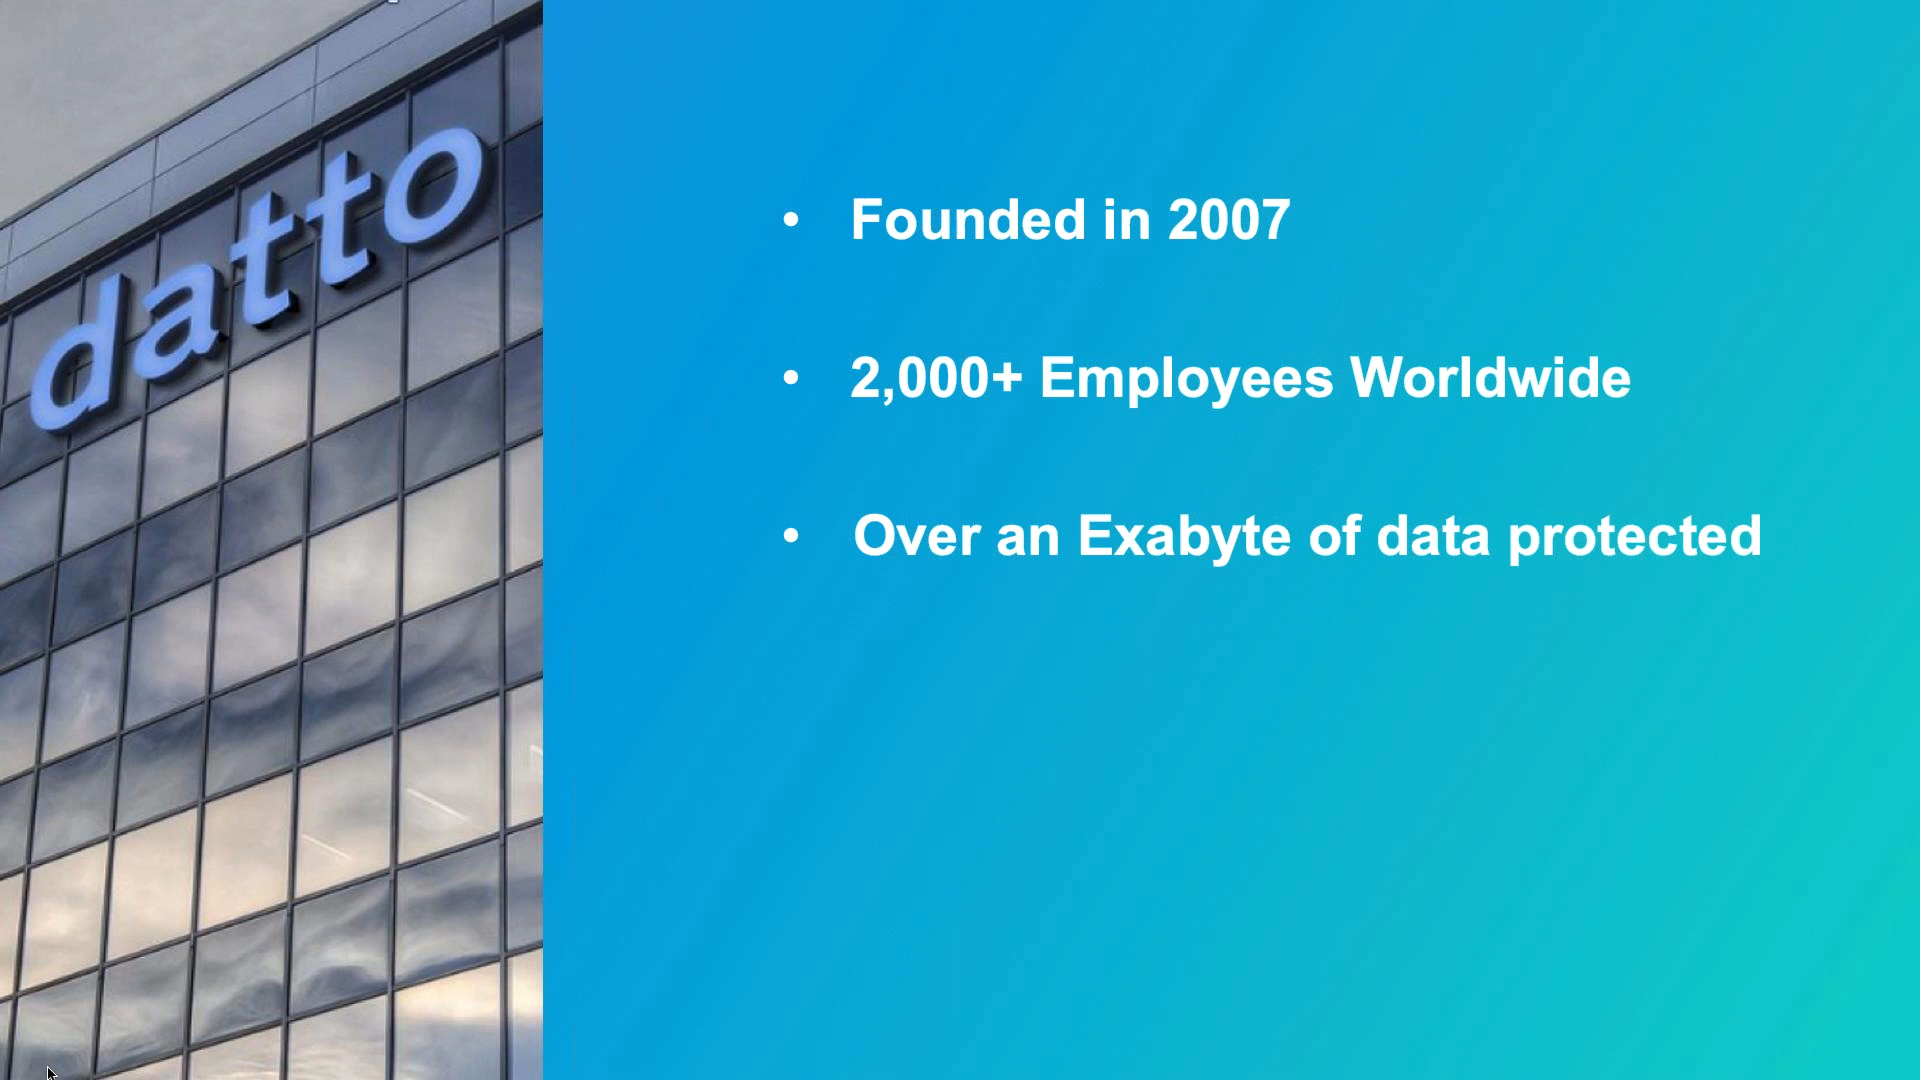 datto
• Founded in 2007
• 2,000+ Employees Worldwide
• Over an Exabyte of data protected